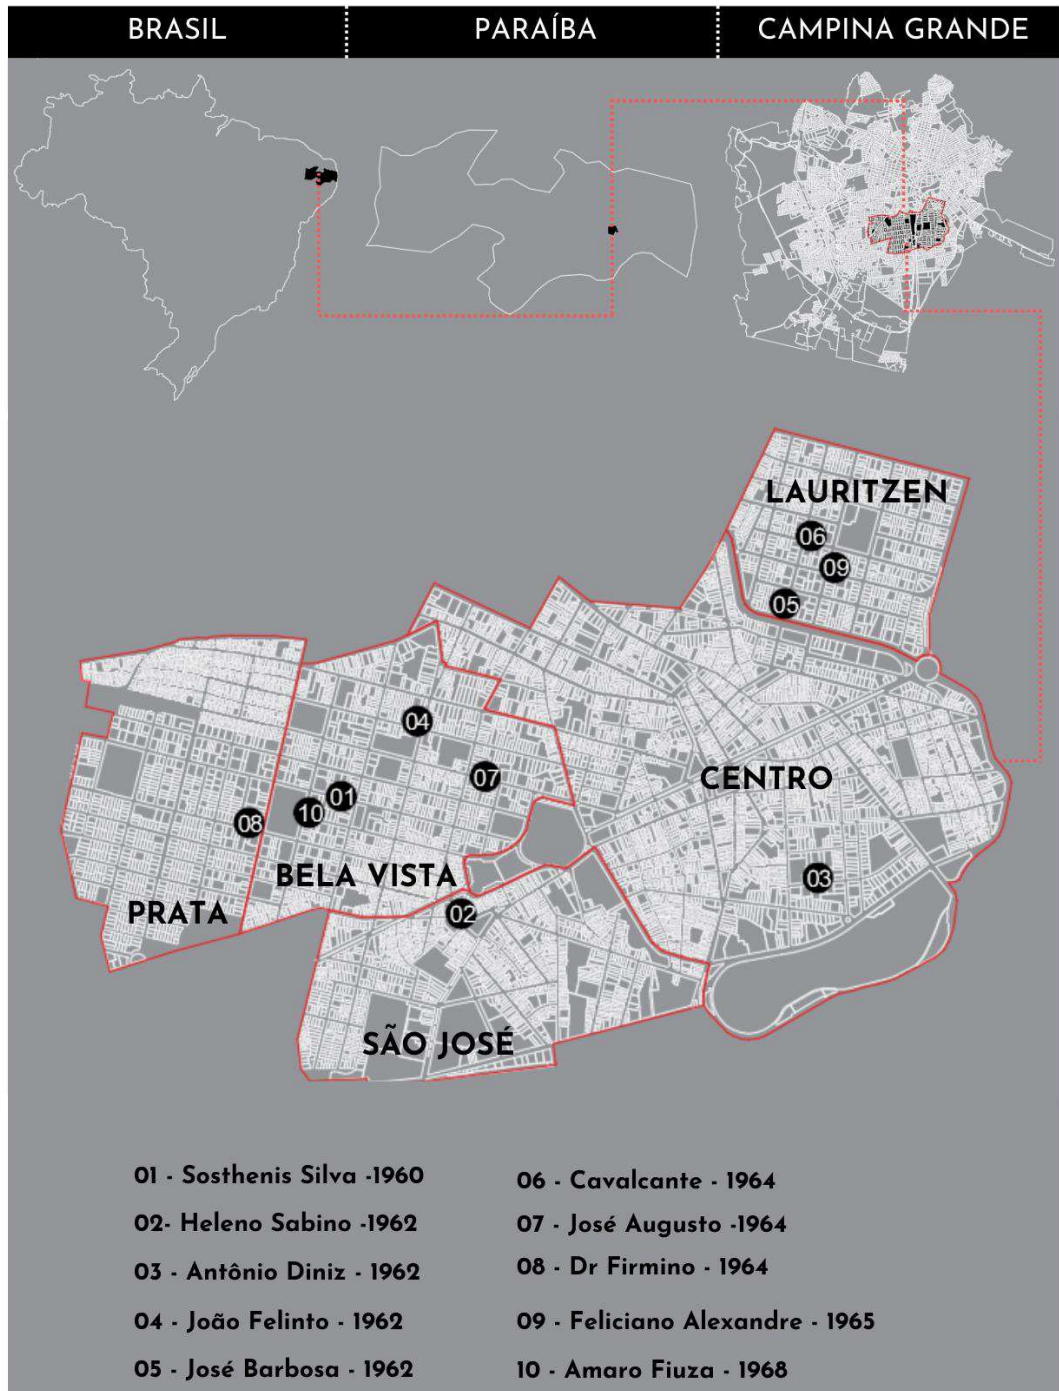 BRASIL
PARAÍBA
CAMPINA GRANDE
LAURITZEN
06
09
05
04
07
CENTRO
01
10
08
03
BELA VISTA
PRATA
02
SÃO JOSÉ
01 - Sosthenis Silva -1960
02- Heleno Sabino -1962
03 - Antônio Diniz - 1962
04 - João Felinto - 1962
05 - José Barbosa - 1962
06 - Cavalcante - 1964
07 - José Augusto -1964
08 - Dr Firmino - 1964
09 - Feliciano Alexandre - 1965
10 - Amaro Fiuza - 1968